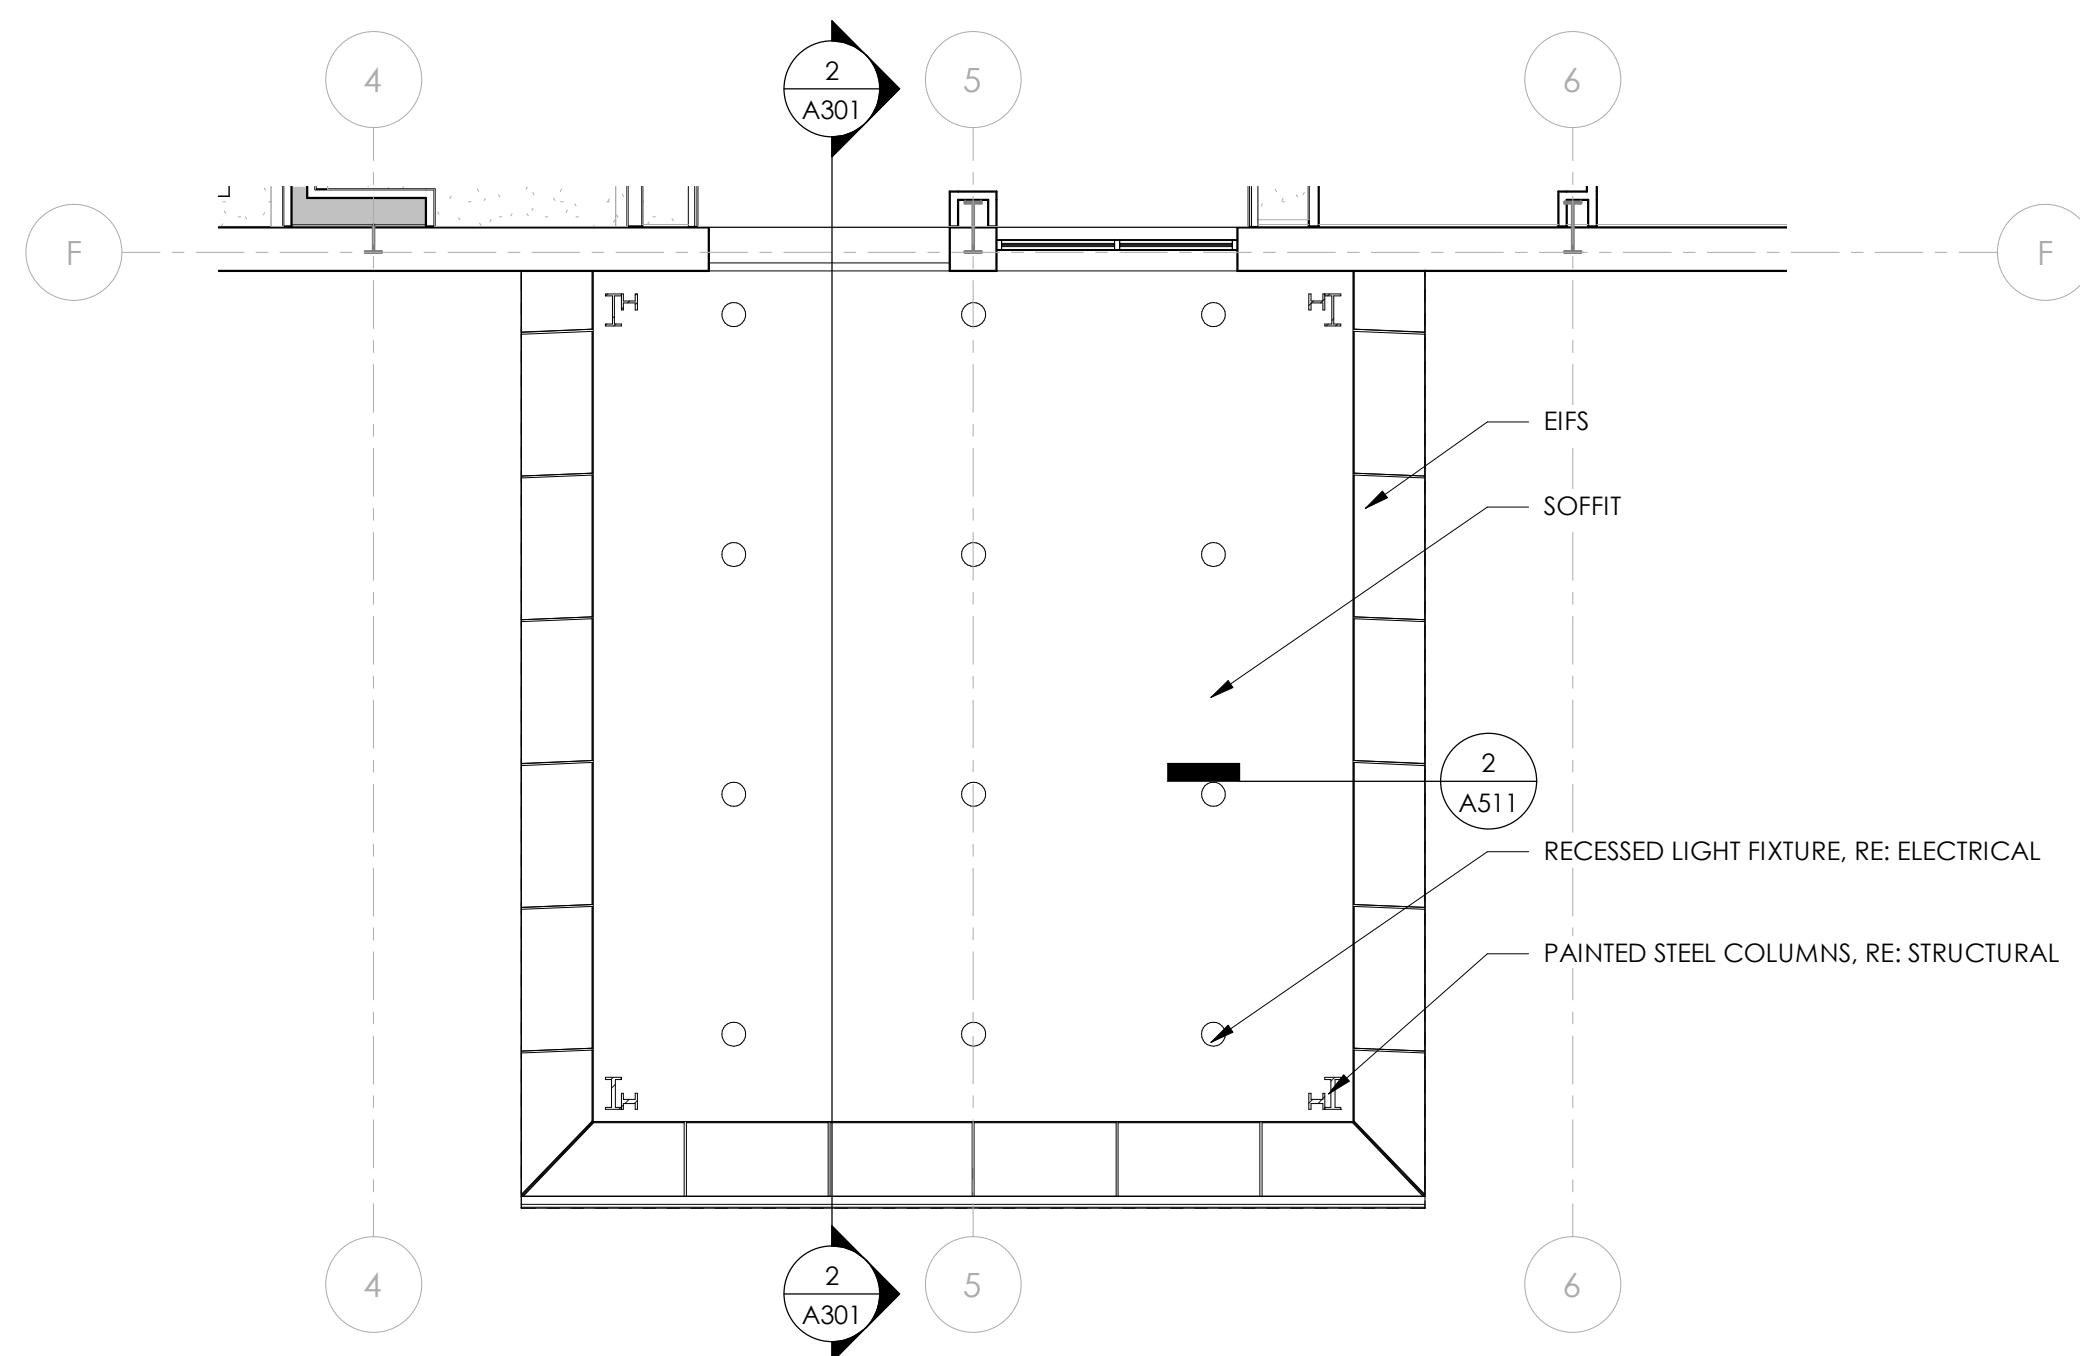 4
2
A301
5
6
F
F
EIFS
SOFFIT
2
A511
RECESSED LIGHT FIXTURE, RE: ELECTRICAL
PAINTED STEEL COLUMNS, RE: STRUCTURAL
4
2
A301
5
6